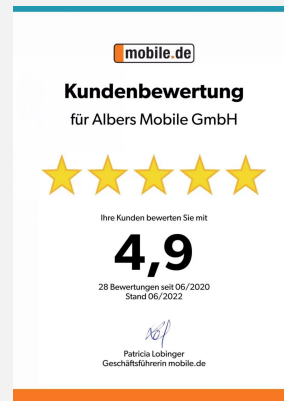 mobile.de
Kundenbewertung
für Albers Mobile GmbH
Ihre Kunden bewerten Sie mit
4,9
28 Bewertungen seit 06/2020
Stand 06/2022
Patricia Lobinger
Geschäftsführerin mobile.de